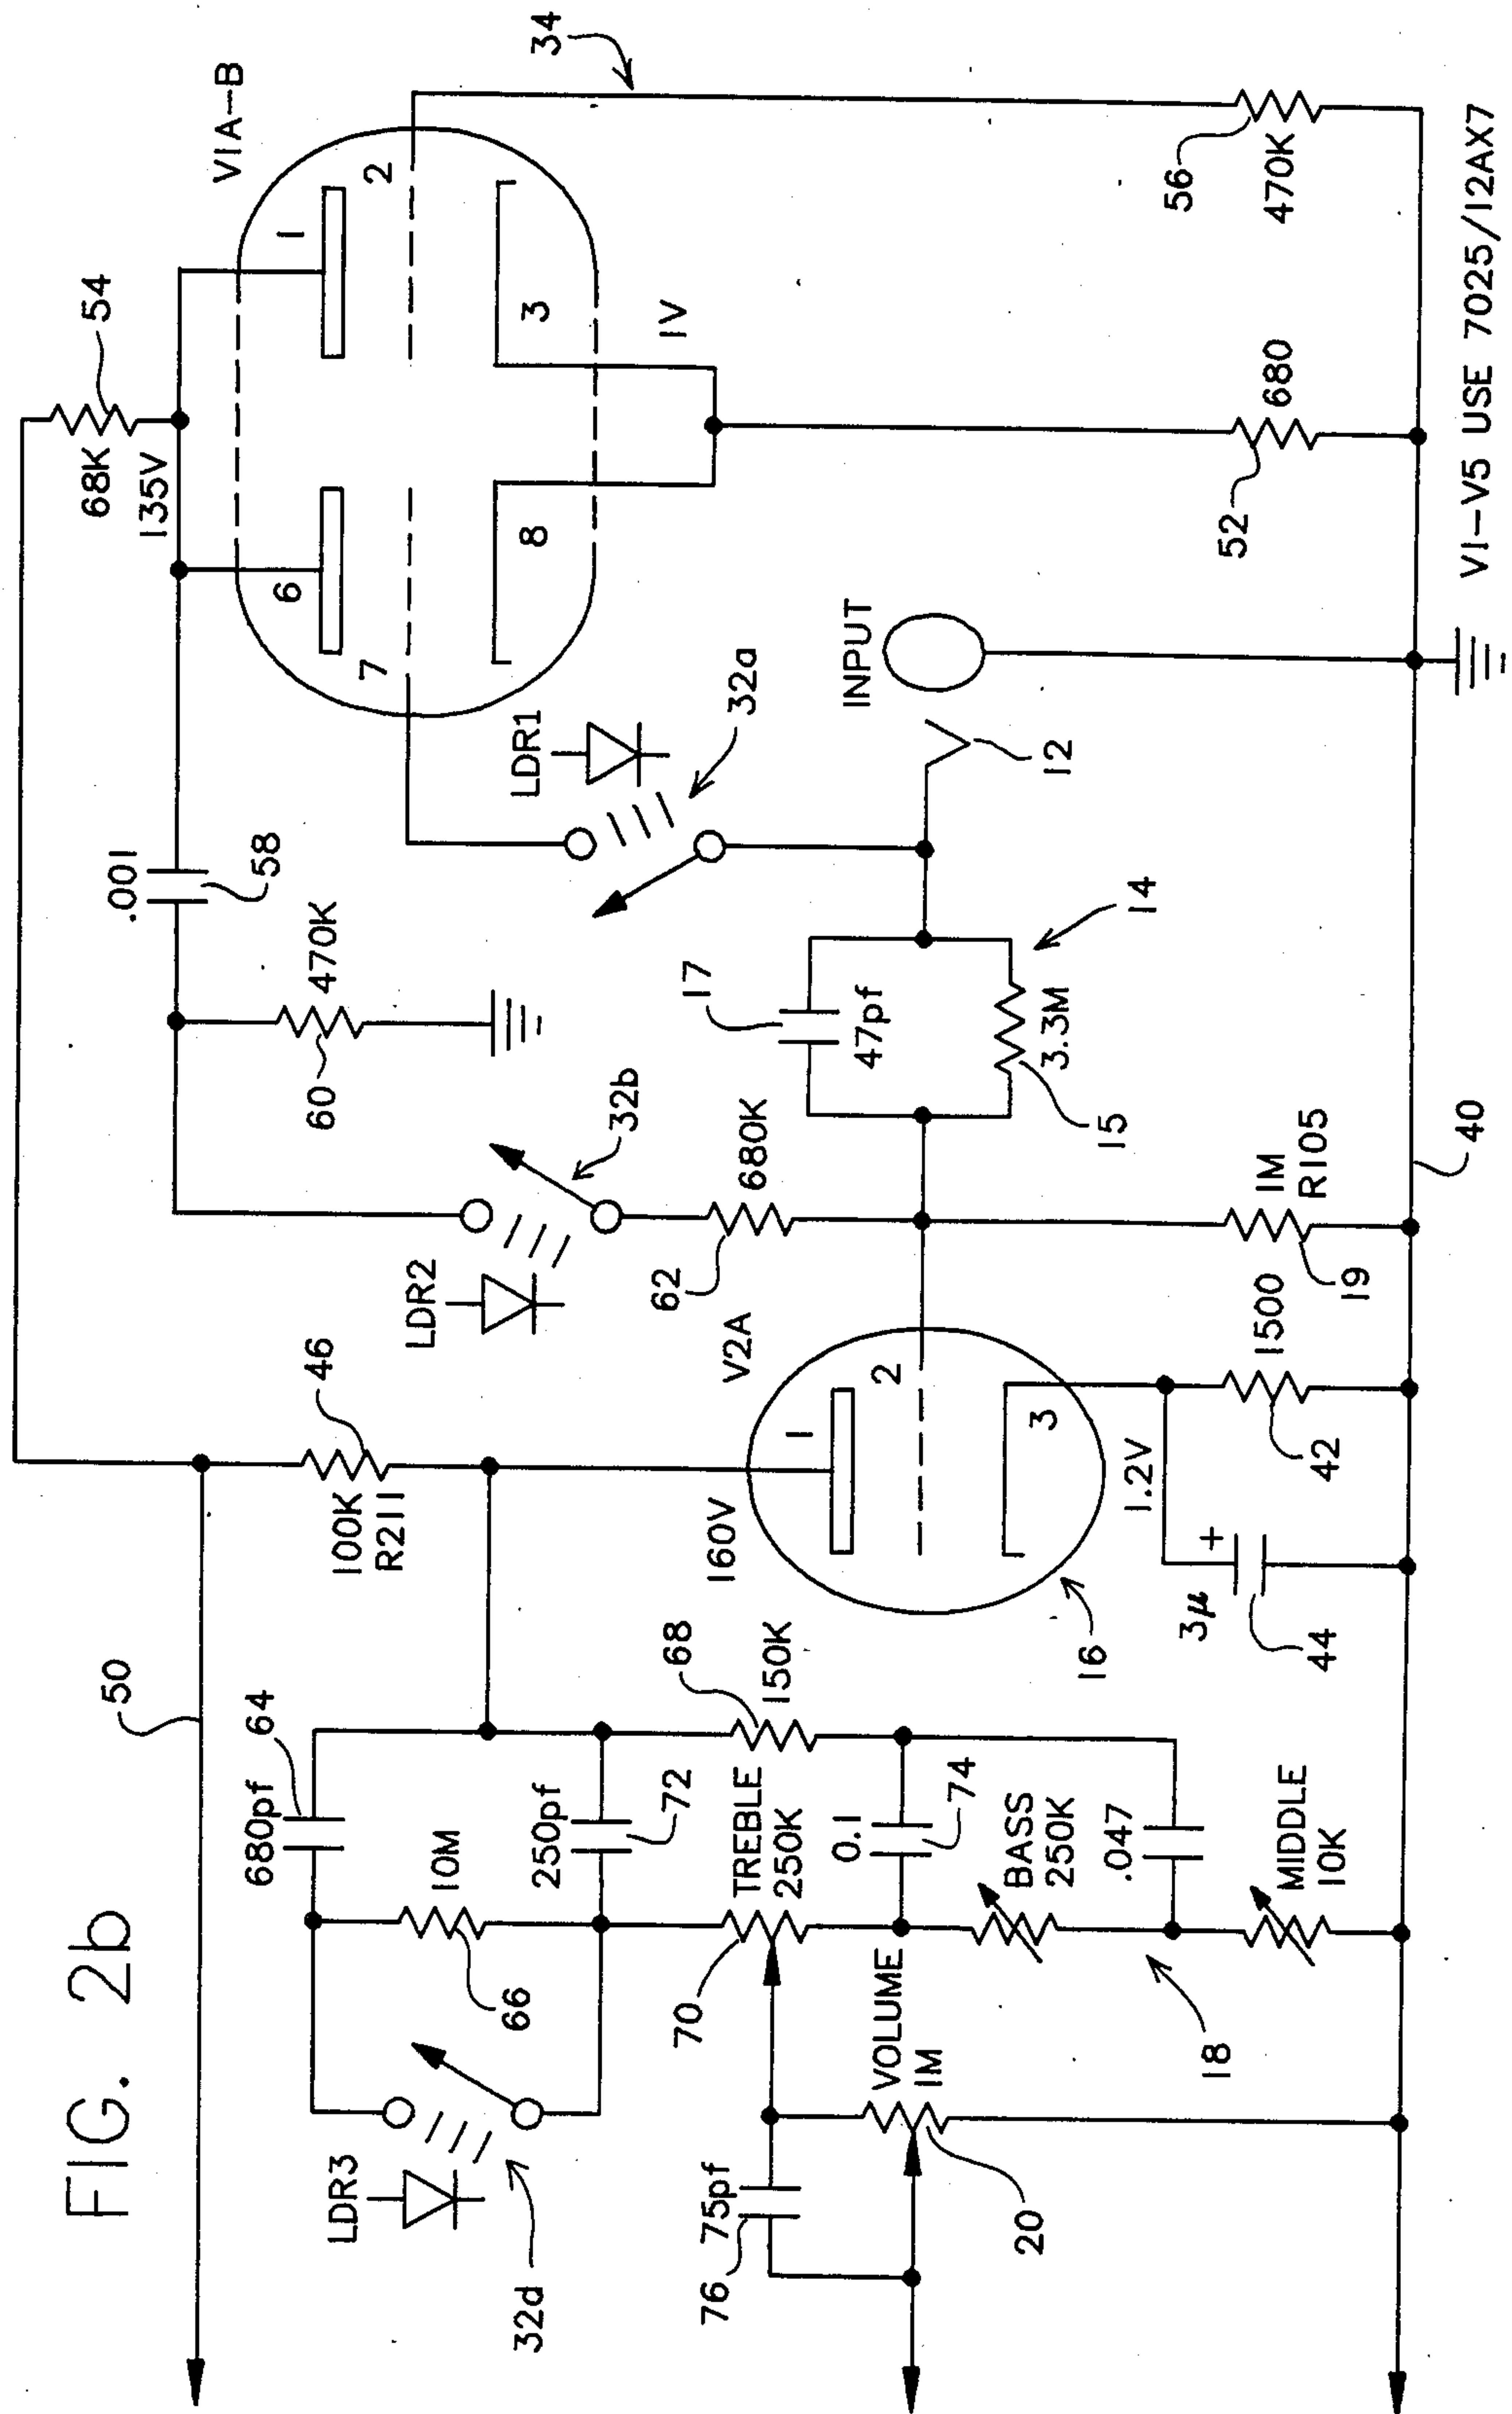 FIG. 2b
50
34
VIA-B
54
68K
135V
1
2
6
7
3
8
1V
.001
58
470K
60
LDR1
32a
INPUT
12
14
17
47pf
3.3M
15
56
470K
680
52
V1-V5 USE 7025/12AX7
LDR2
32b
62
680K
1M
R105
19
40
46
100K
R211
160V
V2A
1
2
3
16
1.2V
1500
42
3µ
+
44
680pf
64
10M
66
250pf
72
68
150K
TREBLE
250K
70
0.1
74
BASS
250K
.047
MIDDLE
10K
18
LDR3
32d
VOLUME
1M
20
75pf
76